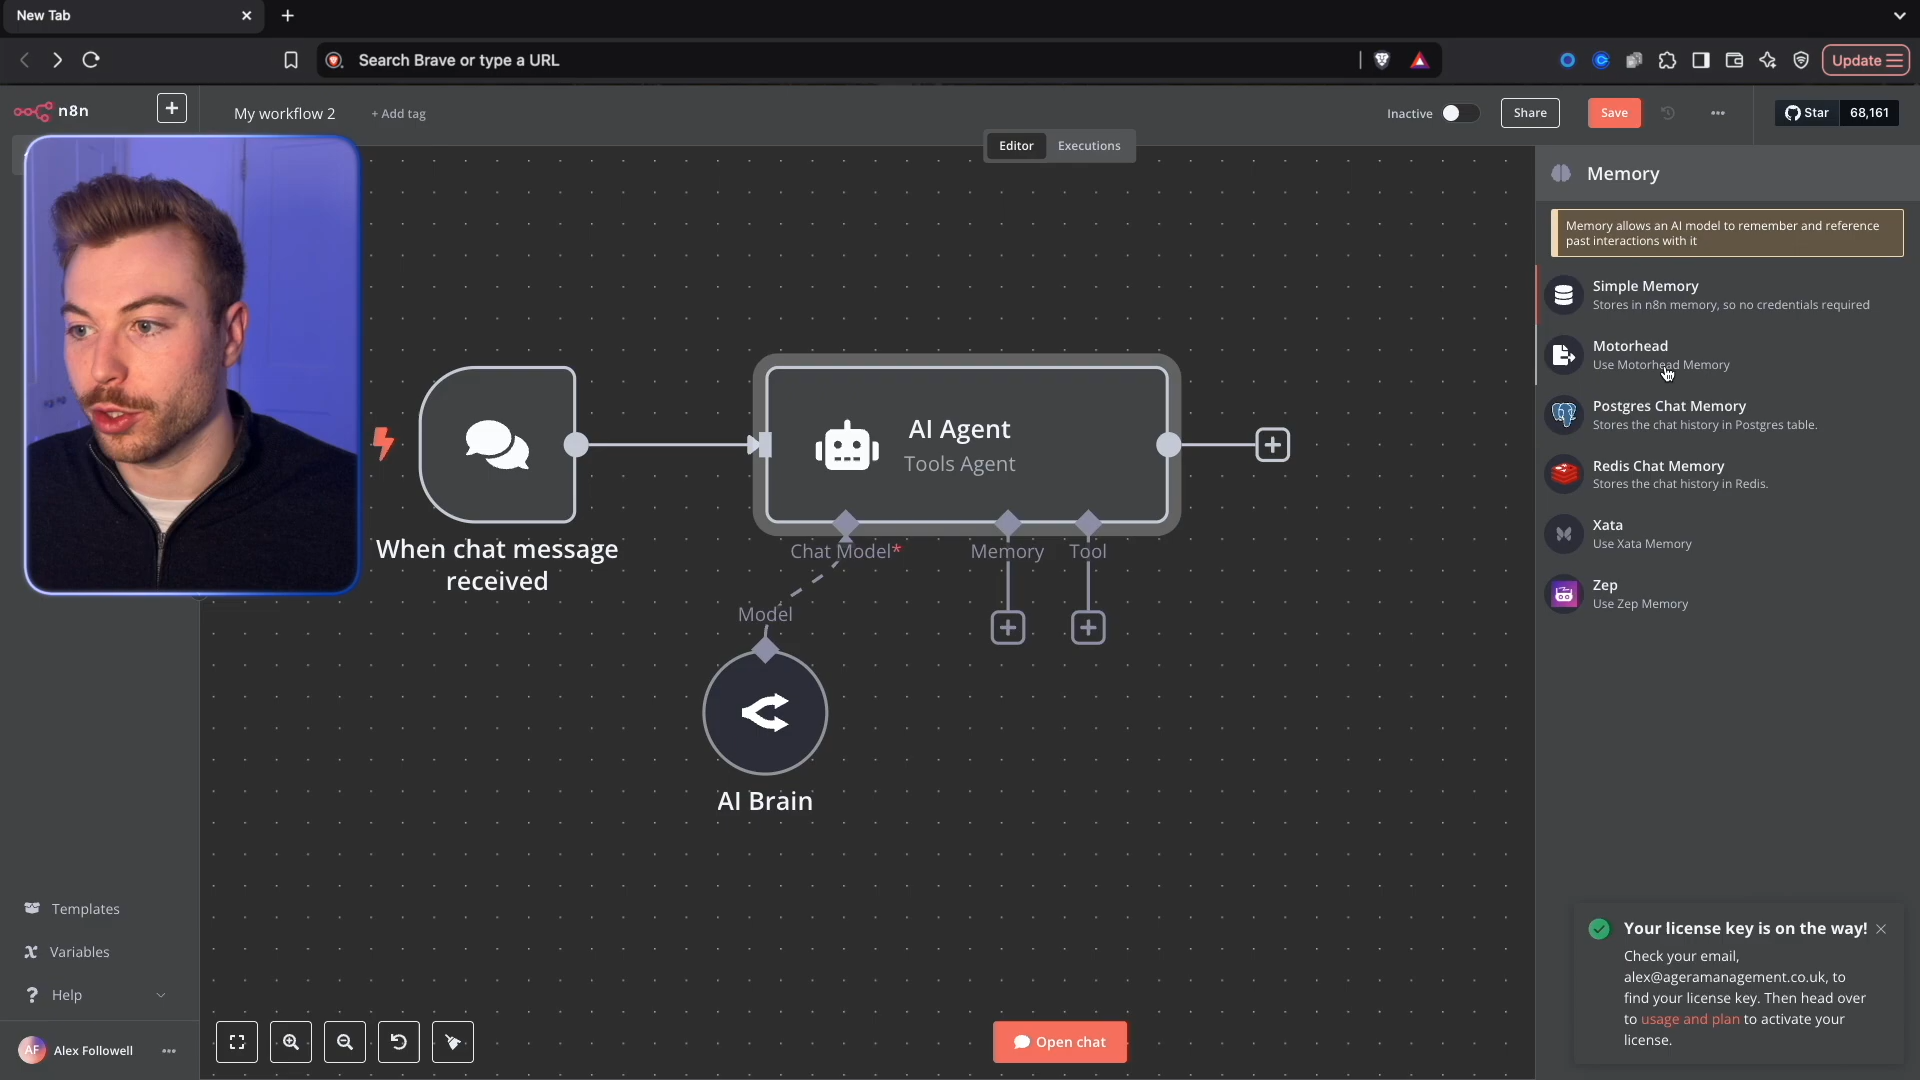 New Tab
Search Brave or type a URL
Update
n8n
My workflow 2
+ Add tag
Inactive
Share
Save
Star
68,161
Editor
Executions
Memory
Memory allows an AI model to remember and reference
past interactions with it
Simple Memory
Stores in n8n memory, so no credentials required
Motorhead
Use Motorhead Memory
Postgres Chat Memory
Stores the chat history in Postgres table.
Redis Chat Memory
Stores the chat history in Redis.
Xata
Use Xata Memory
Zep
Use Zep Memory
AI Agent
Tools Agent
When chat message
received
Chat Model*
Memory
Tool
Model
AI Brain
Templates
Variables
Help
AF
Alex Followell
Open chat
Your license key is on the way!
Check your email,
alex@ageramanagement.co.uk, to
find your license key. Then head over
to usage and plan to activate your
license.